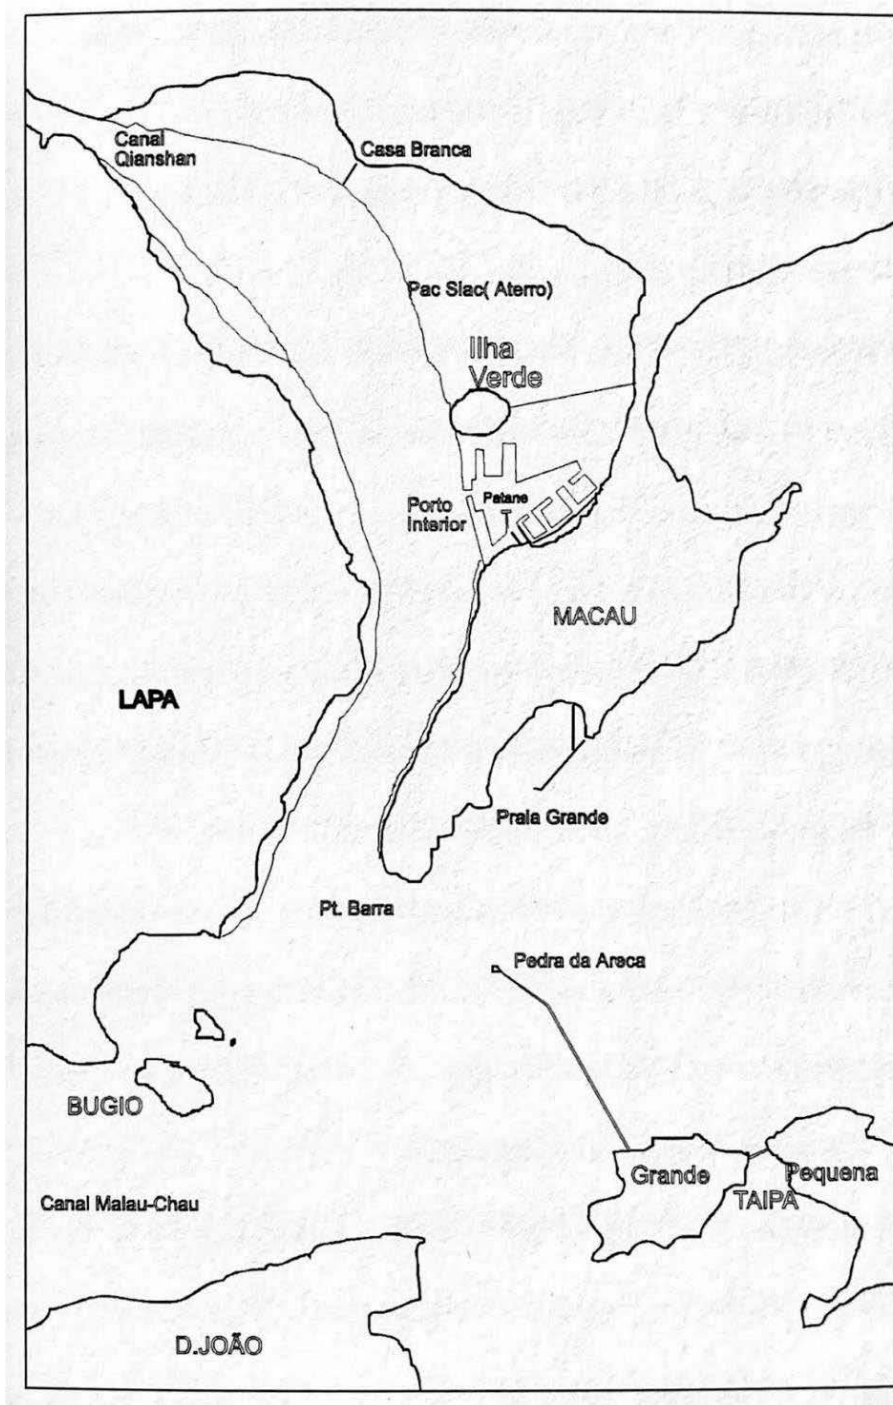 Canal
Qianshan
Casa Branca
Pac Siac( Aterro)
Ilha
Verde
Porto
Interior
Patane
MACAU
LAPA
Praia Grande
Pt. Barra
Pedra da Areca
BUGIO
Grande
Pequena
TAIPA
Canal Malau-Chau
D.JOÃO